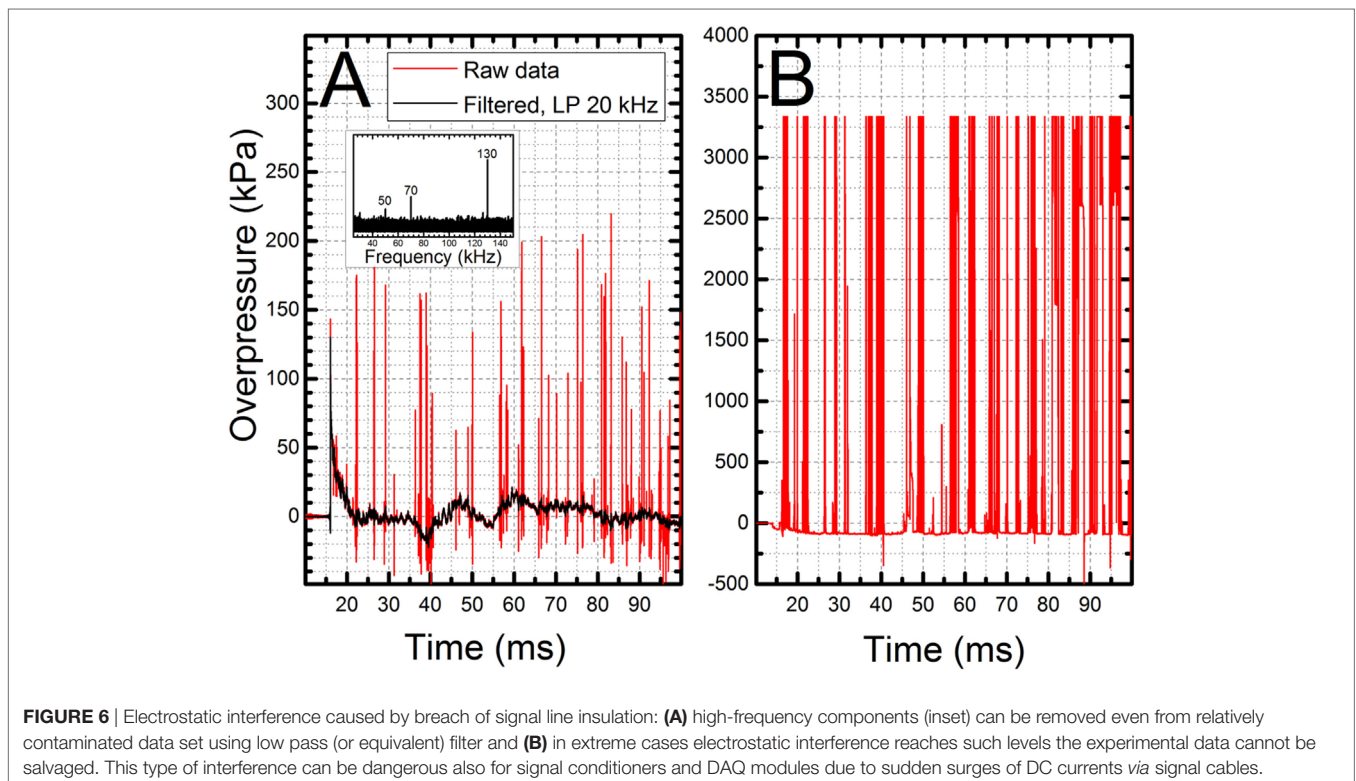 A
Raw data
Filtered, LP 20 kHz
50
70
130
40 60 80 100 120 140
Frequency (kHz)
300
250
200
150
100
50
0
Overpressure (kPa)
20 30 40 50 60 70 80 90
Time (ms)
B
4000
3500
3000
2500
2000
1500
1000
500
0
-500
20 30 40 50 60 70 80 90
Time (ms)
FIGURE 6 | Electrostatic interference caused by breach of signal line insulation: (A) high-frequency components (inset) can be removed even from relatively
contaminated data set using low pass (or equivalent) filter and (B) in extreme cases electrostatic interference reaches such levels the experimental data cannot be
salvaged. This type of interference can be dangerous also for signal conditioners and DAQ modules due to sudden surges of DC currents via signal cables.